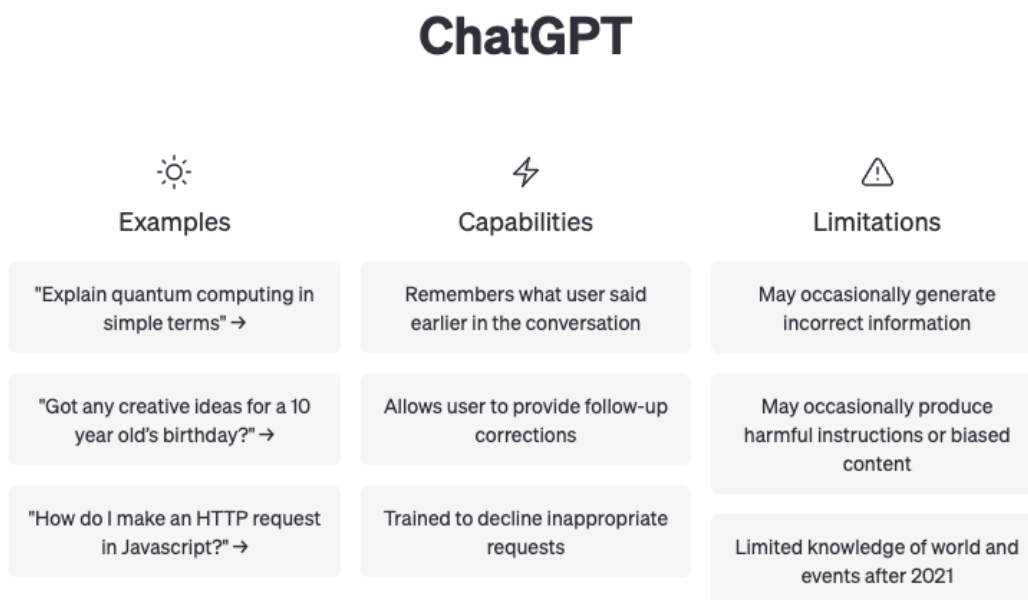 ChatGPT
Examples
"Explain quantum computing in
simple terms" →
"Got any creative ideas for a 10
year old's birthday?" →
"How do I make an HTTP request
in Javascript?" →
Capabilities
Remembers what user said
earlier in the conversation
Allows user to provide follow-up
corrections
Trained to decline inappropriate
requests
Limitations
May occasionally generate
incorrect information
May occasionally produce
harmful instructions or biased
content
Limited knowledge of world and
events after 2021